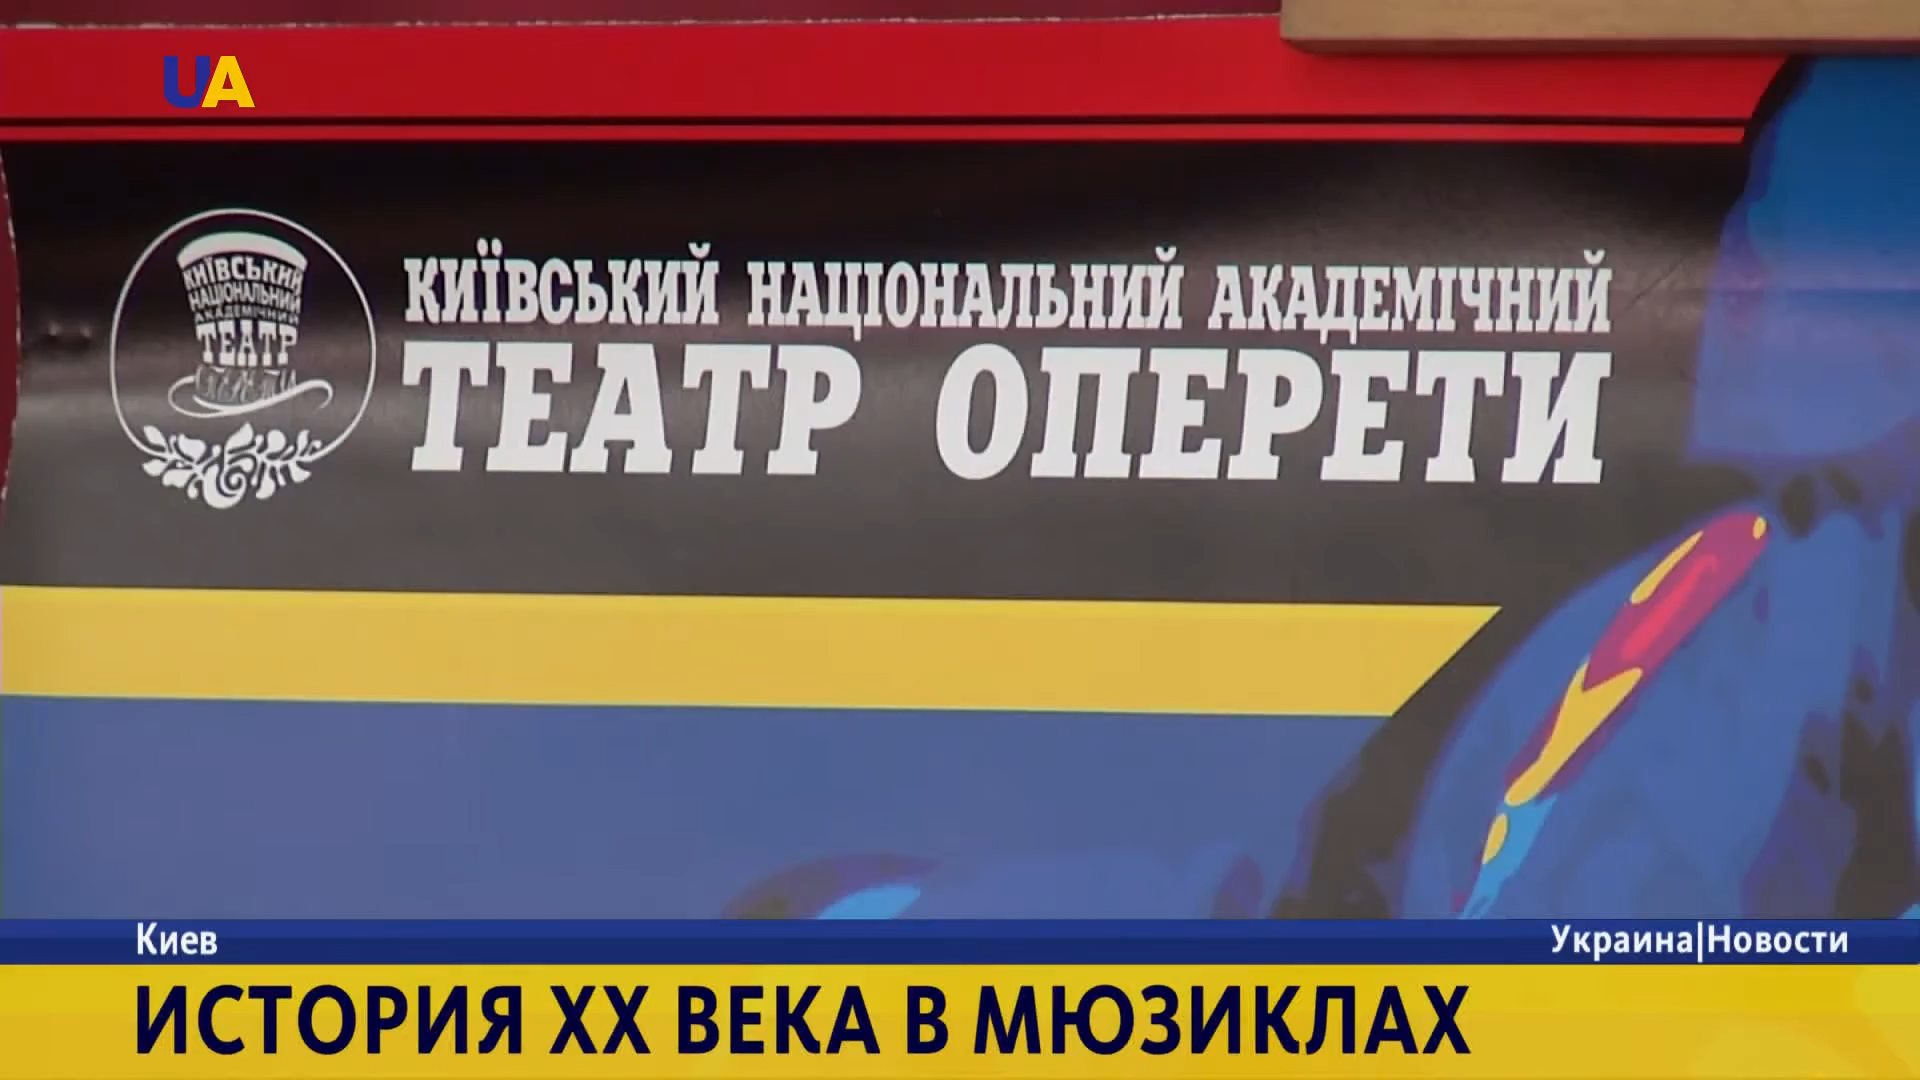 UA
КИЇВСЬКИЙ
НАЦІОНАЛЬНИЙ
АКАДЕМІЧНИЙ
ТЕАТР
КИЇВСЬКИЙ НАЦІОНАЛЬНИЙ АКАДЕМІЧНИЙ
ТЕАТР ОПЕРЕТИ
Киев
Украина|Новости
ИСТОРИЯ XX ВЕКА В МЮЗИКЛАХ